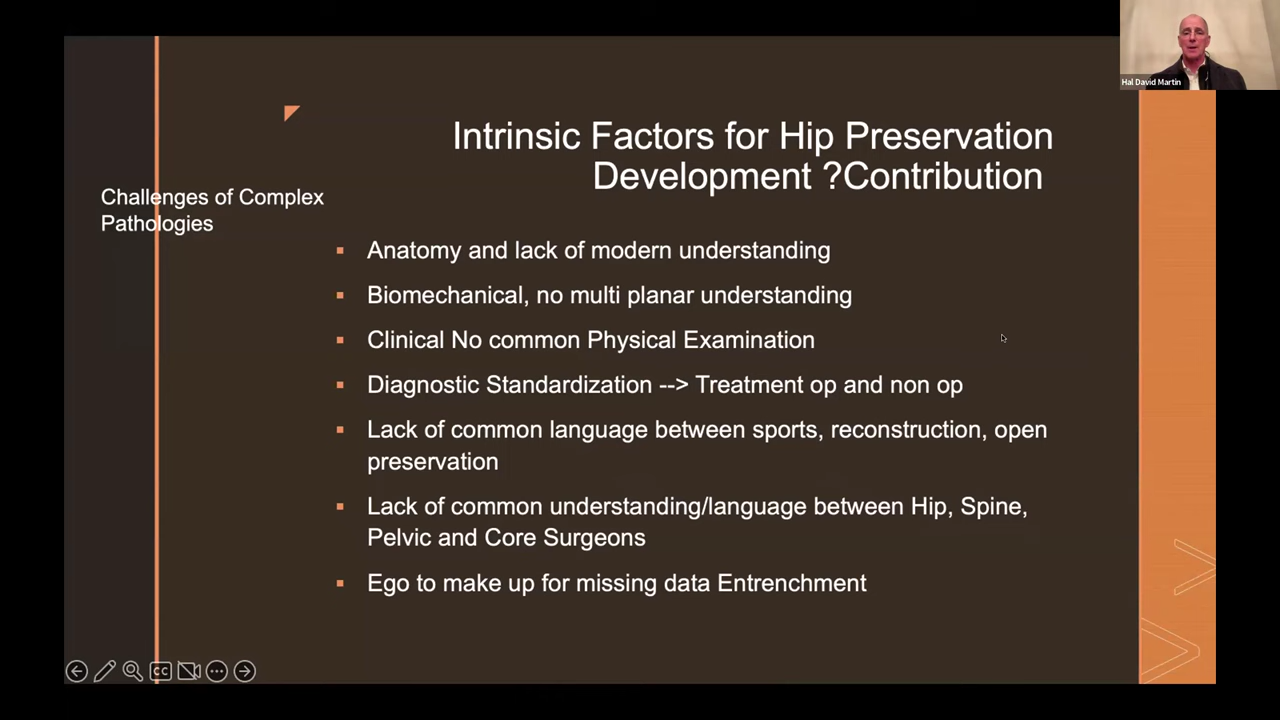 Hal David Martin
Intrinsic Factors for Hip Preservation
Development ?Contribution
Challenges of Complex
Pathologies
Anatomy and lack of modern understanding
Biomechanical, no multi planar understanding
Clinical No common Physical Examination
Diagnostic Standardization --> Treatment op and non op
Lack of common language between sports, reconstruction, open
preservation
Lack of common understanding/language between Hip, Spine,
Pelvic and Core Surgeons
Ego to make up for missing data Entrenchment
CC